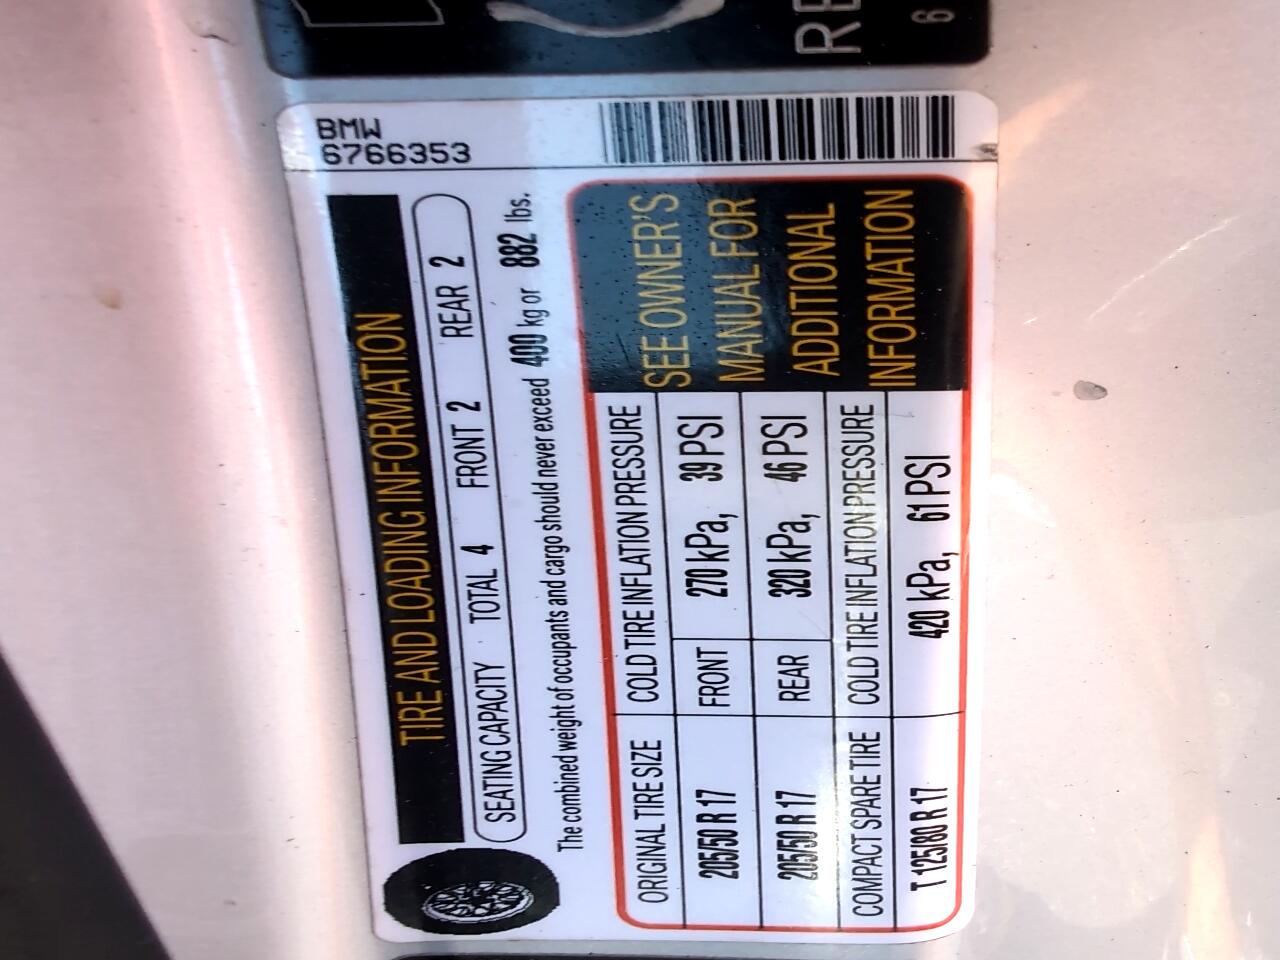 RE
6
BMW
6766353
TIRE AND LOADING INFORMATION
SEATING CAPACITY TOTAL 4 FRONT 2 REAR 2
The combined weight of occupants and cargo should never exceed 400 kg or 882 lbs.
ORIGINAL TIRE SIZE COLD TIRE INFLATION PRESSURE
205/50 R 17 FRONT 270 kPa, 39 PSI
205/50 R 17 REAR 320 kPa, 46 PSI
COMPACT SPARE TIRE COLD TIRE INFLATION PRESSURE
T 125/80 R 17 420 kPa, 61 PSI
SEE OWNER'S
MANUAL FOR
ADDITIONAL
INFORMATION